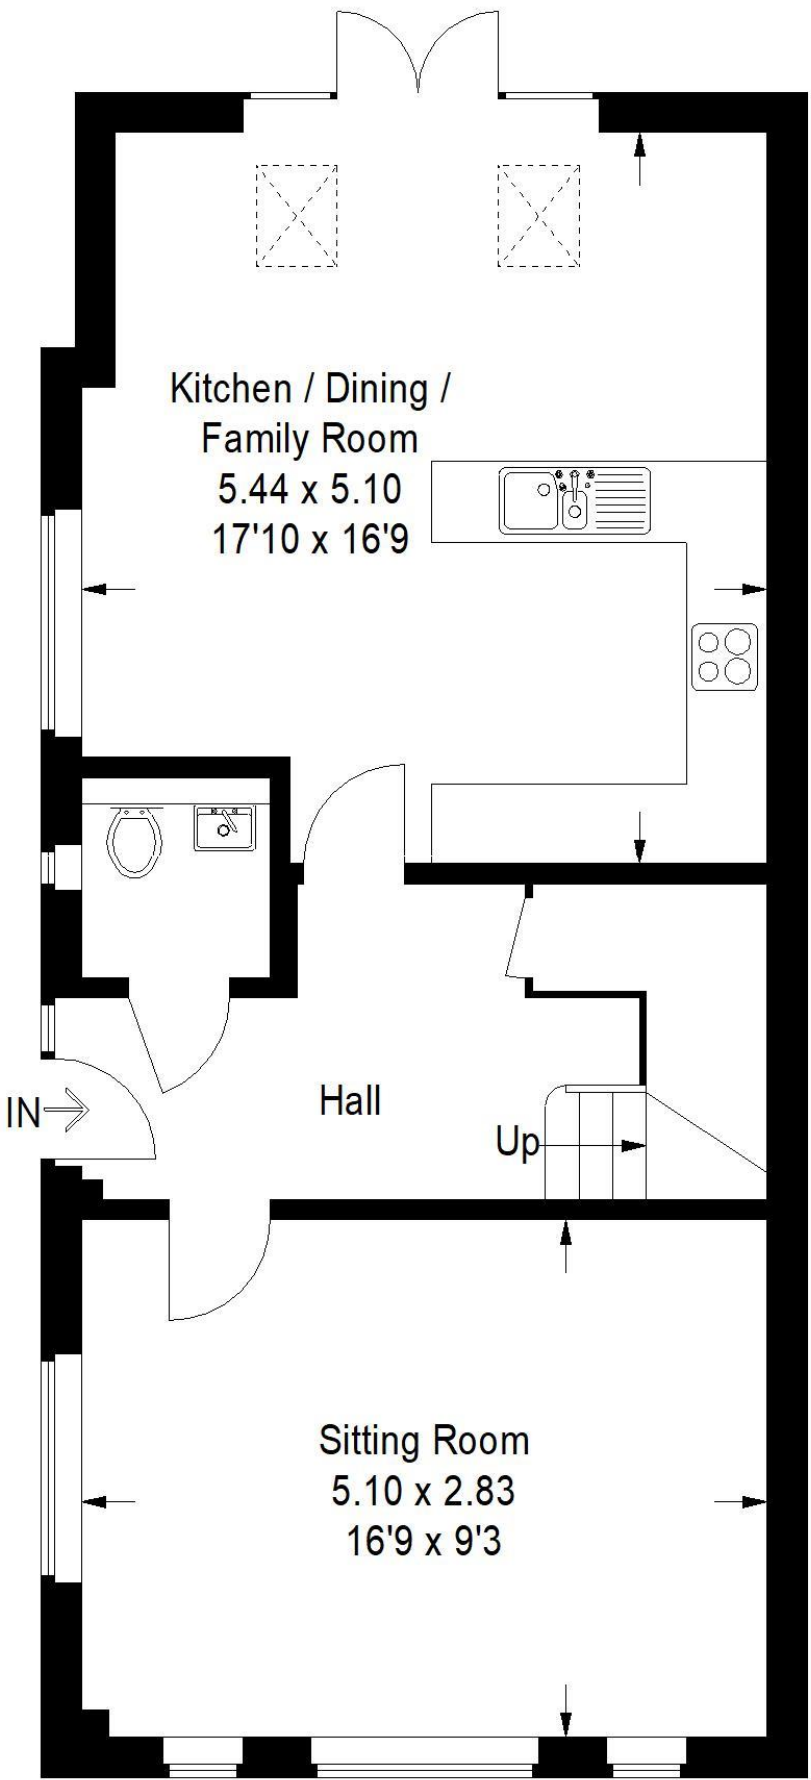 Kitchen / Dining /
Family Room
5.44 x 5.10
17'10 x 16'9
Hall
IN
Up
Sitting Room
5.10 x 2.83
16'9 x 9'3